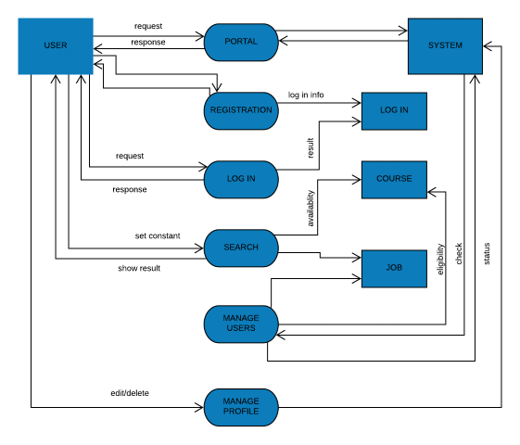 request
USER
response
PORTAL
SYSTEM
REGISTRATION
log in info
LOG IN
result
request
LOG IN
response
availablity
COURSE
set constant
SEARCH
show result
JOB
eligibility
check
status
MANAGE
USERS
edit/delete
MANAGE
PROFILE